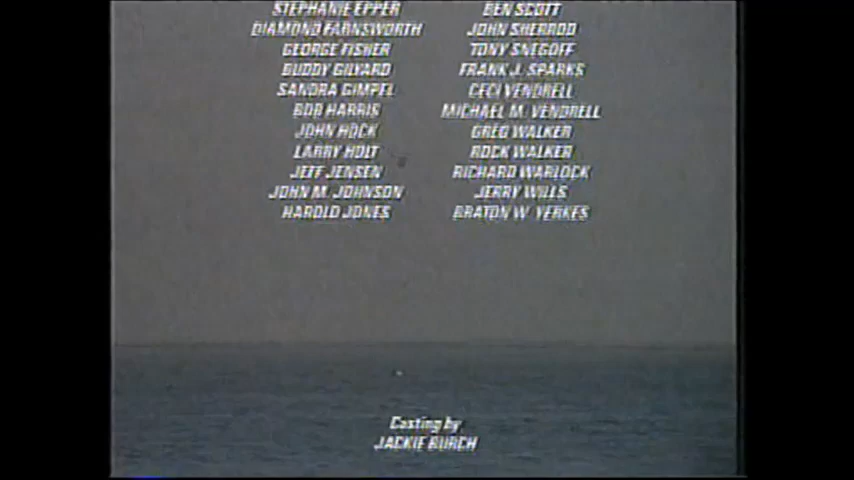 STEPHANIE EPPER BEN SCOTT
DIAMOND FARNSWORTH JOHN SHERROD
GEORGE FISHER TONY SNEGOFF
BUDDY GILYARD FRANK J. SPARKS
SANDRA GIMPEL CECI VENDRELL
BOB HARRIS MICHAEL M. VENDRELL
JOHN HOCK GREG WALKER
LARRY HOLT ROCK WALKER
JEFF JENSEN RICHARD WARLOCK
JOHN M. JOHNSON JERRY WILLS
HAROLD JONES BRATON W. YERKES
Casting by
JACKIE BURCH